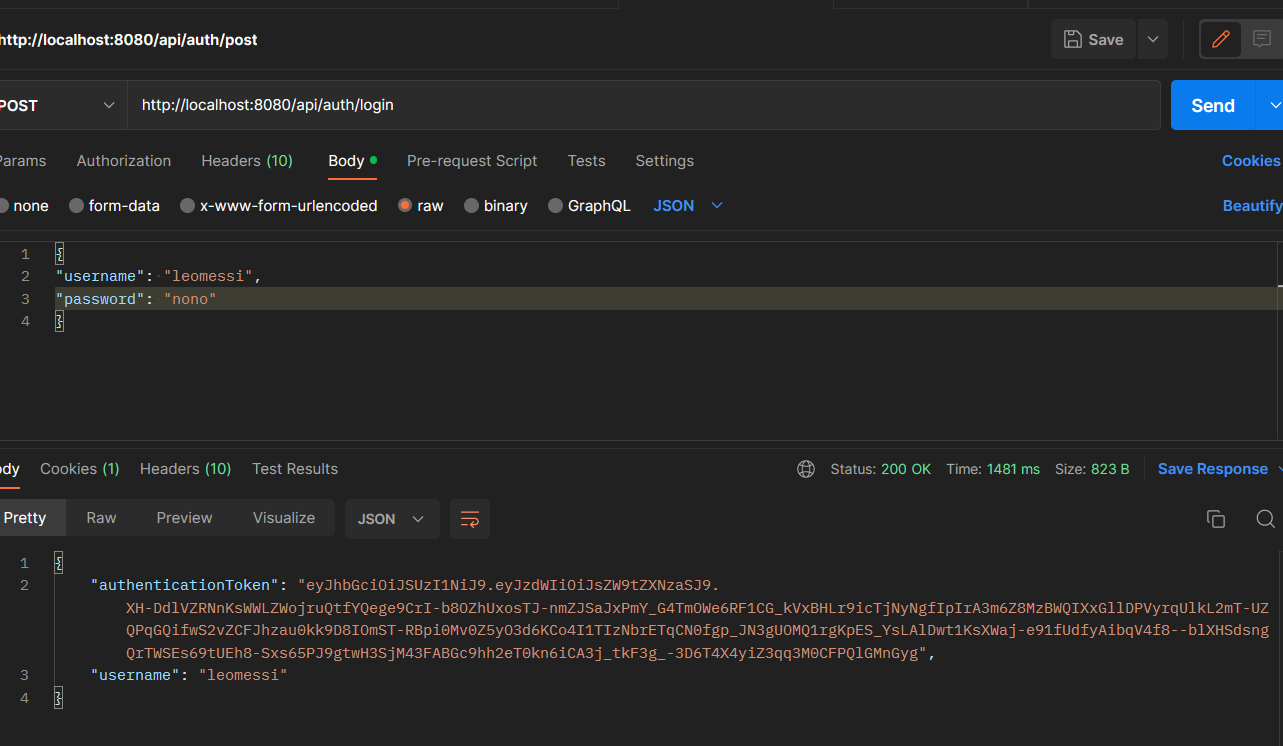 http://localhost:8080/api/auth/post
Save
POST
http://localhost:8080/api/auth/login
Send
Params Authorization Headers (10) Body Pre-request Script Tests Settings Cookies
none form-data x-www-form-urlencoded raw binary GraphQL JSON Beautify
1 {
2 "username": "leomessi",
3 "password": "nono"
4 }
Body Cookies (1) Headers (10) Test Results Status: 200 OK Time: 1481 ms Size: 823 B Save Response
Pretty Raw Preview Visualize JSON
1 {
2 "authenticationToken": "eyJhbGciOiJSUzI1NiJ9.eyJzdWIiOiJsZW9tZXNzaSJ9.
XH-DdlVZRNnKsWWLZWojruQtfYQege9CrI-b8OZhUxosTJ-nmZJSaJxPmY_G4TmOWe6RF1CG_kVxBHLr9icTjNyNgfIpIrA3m6Z8MzBWQIXxGllDPVyrqUlkL2mT-UZ
QPqGQifwS2vZCFJhzau0kk9D8IOmST-RBpi0Mv0Z5yO3d6KCo4I1TIzNbrETqCN0fgp_JN3gUOMQ1rgKpES_YsLAlDwt1KsXWaj-e91fUdfyAibqV4f8--blXHSdsng
QrTWSEs69tUEh8-Sxs65PJ9gtwH3SjM43FABGc9hh2eT0kn6iCA3j_tkF3g_-3D6T4X4yiZ3qq3M0CFPQlGMnGyg",
3 "username": "leomessi"
4 }